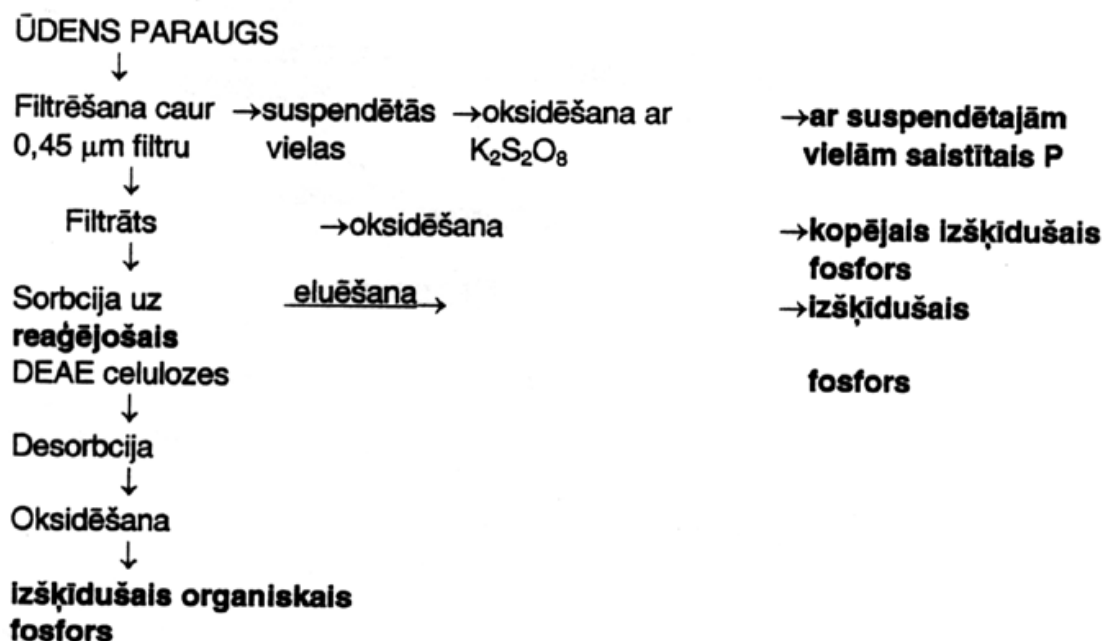 ŪDENS PARAUGS
↓
Filtrēšana caur →suspendētās →oksidēšana ar →ar suspendētajām
0,45 μm filtru vielas K₂S₂O₈ vielām saistītais P
↓
Filtrāts →oksidēšana →kopējais izšķīdušais
↓ fosfors
Sorbcija uz eluēšana→ →izšķīdušais
reaģējošais
DEAE celulozes fosfors
↓
Desorbcija
↓
Oksidēšana
↓
izšķīdušais organiskais
fosfors